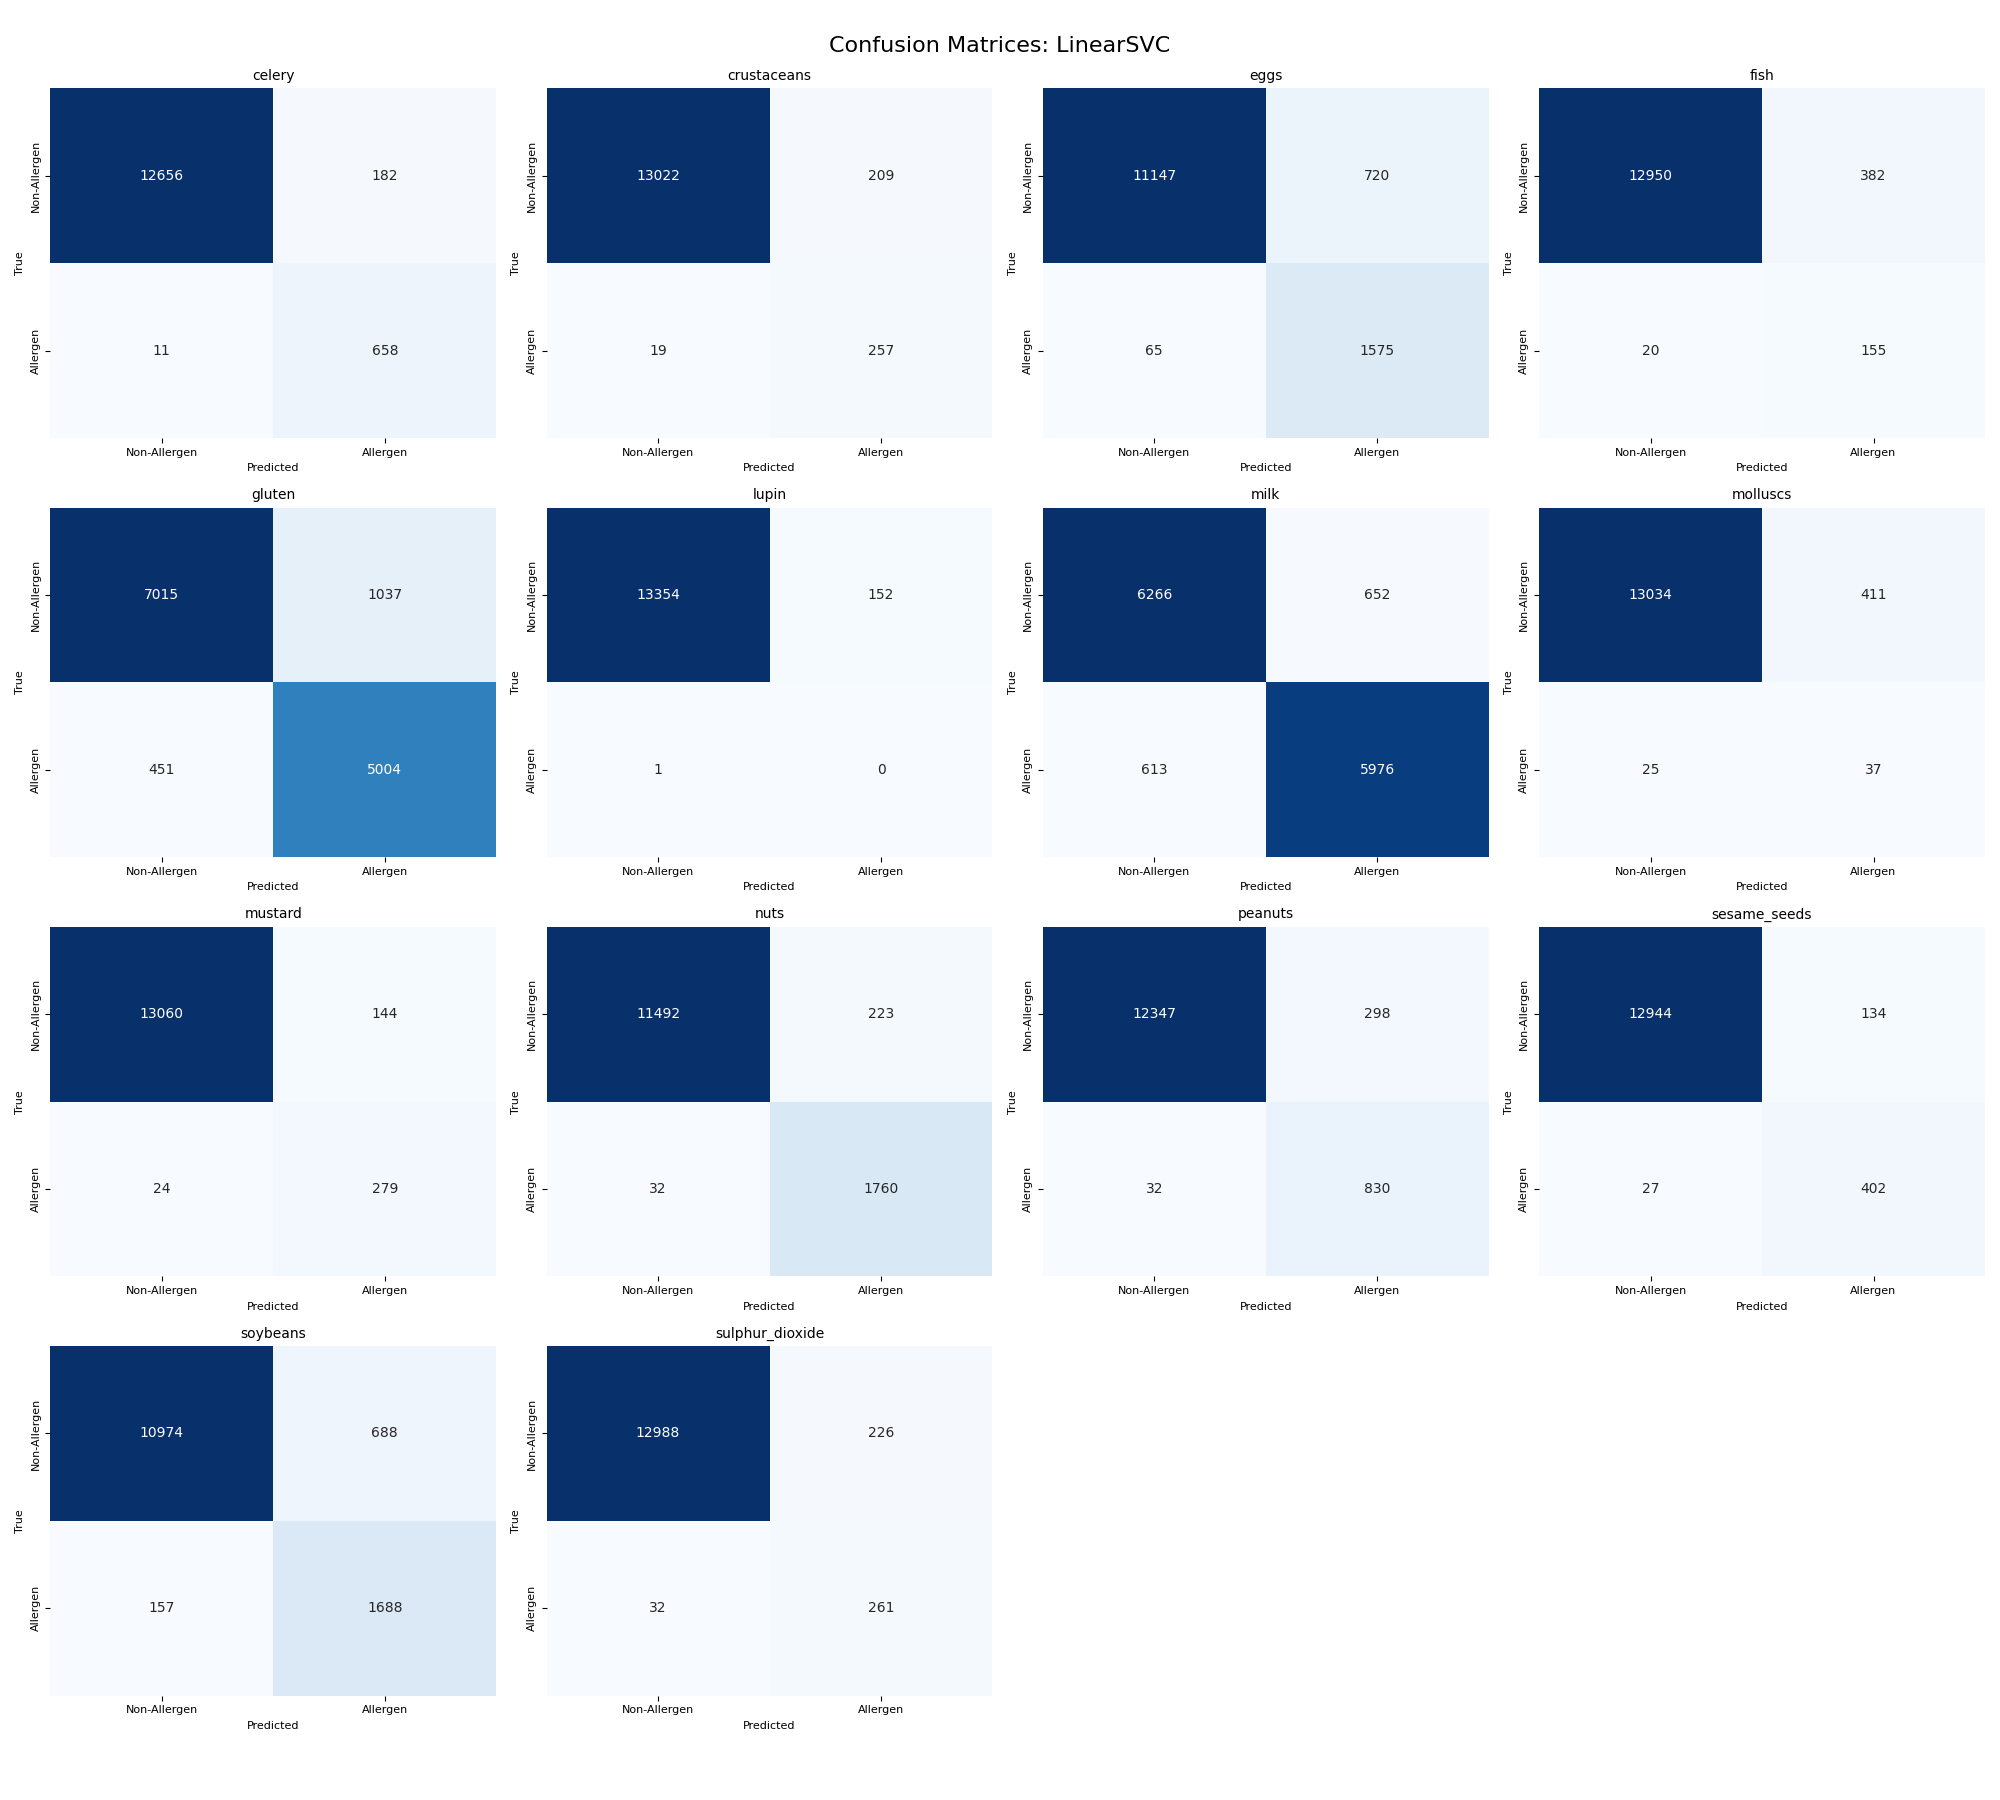 Confusion Matrices: LinearSVC
celery
Non-Allergen
12656
182
True
Allergen
11
658
Non-Allergen
Allergen
Predicted
crustaceans
Non-Allergen
13022
209
True
Allergen
19
257
Non-Allergen
Allergen
Predicted
eggs
Non-Allergen
11147
720
True
Allergen
65
1575
Non-Allergen
Allergen
Predicted
fish
Non-Allergen
12950
382
True
Allergen
20
155
Non-Allergen
Allergen
Predicted
gluten
Non-Allergen
7015
1037
True
Allergen
451
5004
Non-Allergen
Allergen
Predicted
lupin
Non-Allergen
13354
152
True
Allergen
1
0
Non-Allergen
Allergen
Predicted
milk
Non-Allergen
6266
652
True
Allergen
613
5976
Non-Allergen
Allergen
Predicted
molluscs
Non-Allergen
13034
411
True
Allergen
25
37
Non-Allergen
Allergen
Predicted
mustard
Non-Allergen
13060
144
True
Allergen
24
279
Non-Allergen
Allergen
Predicted
nuts
Non-Allergen
11492
223
True
Allergen
32
1760
Non-Allergen
Allergen
Predicted
peanuts
Non-Allergen
12347
298
True
Allergen
32
830
Non-Allergen
Allergen
Predicted
sesame_seeds
Non-Allergen
12944
134
True
Allergen
27
402
Non-Allergen
Allergen
Predicted
soybeans
Non-Allergen
10974
688
True
Allergen
157
1688
Non-Allergen
Allergen
Predicted
sulphur_dioxide
Non-Allergen
12988
226
True
Allergen
32
261
Non-Allergen
Allergen
Predicted